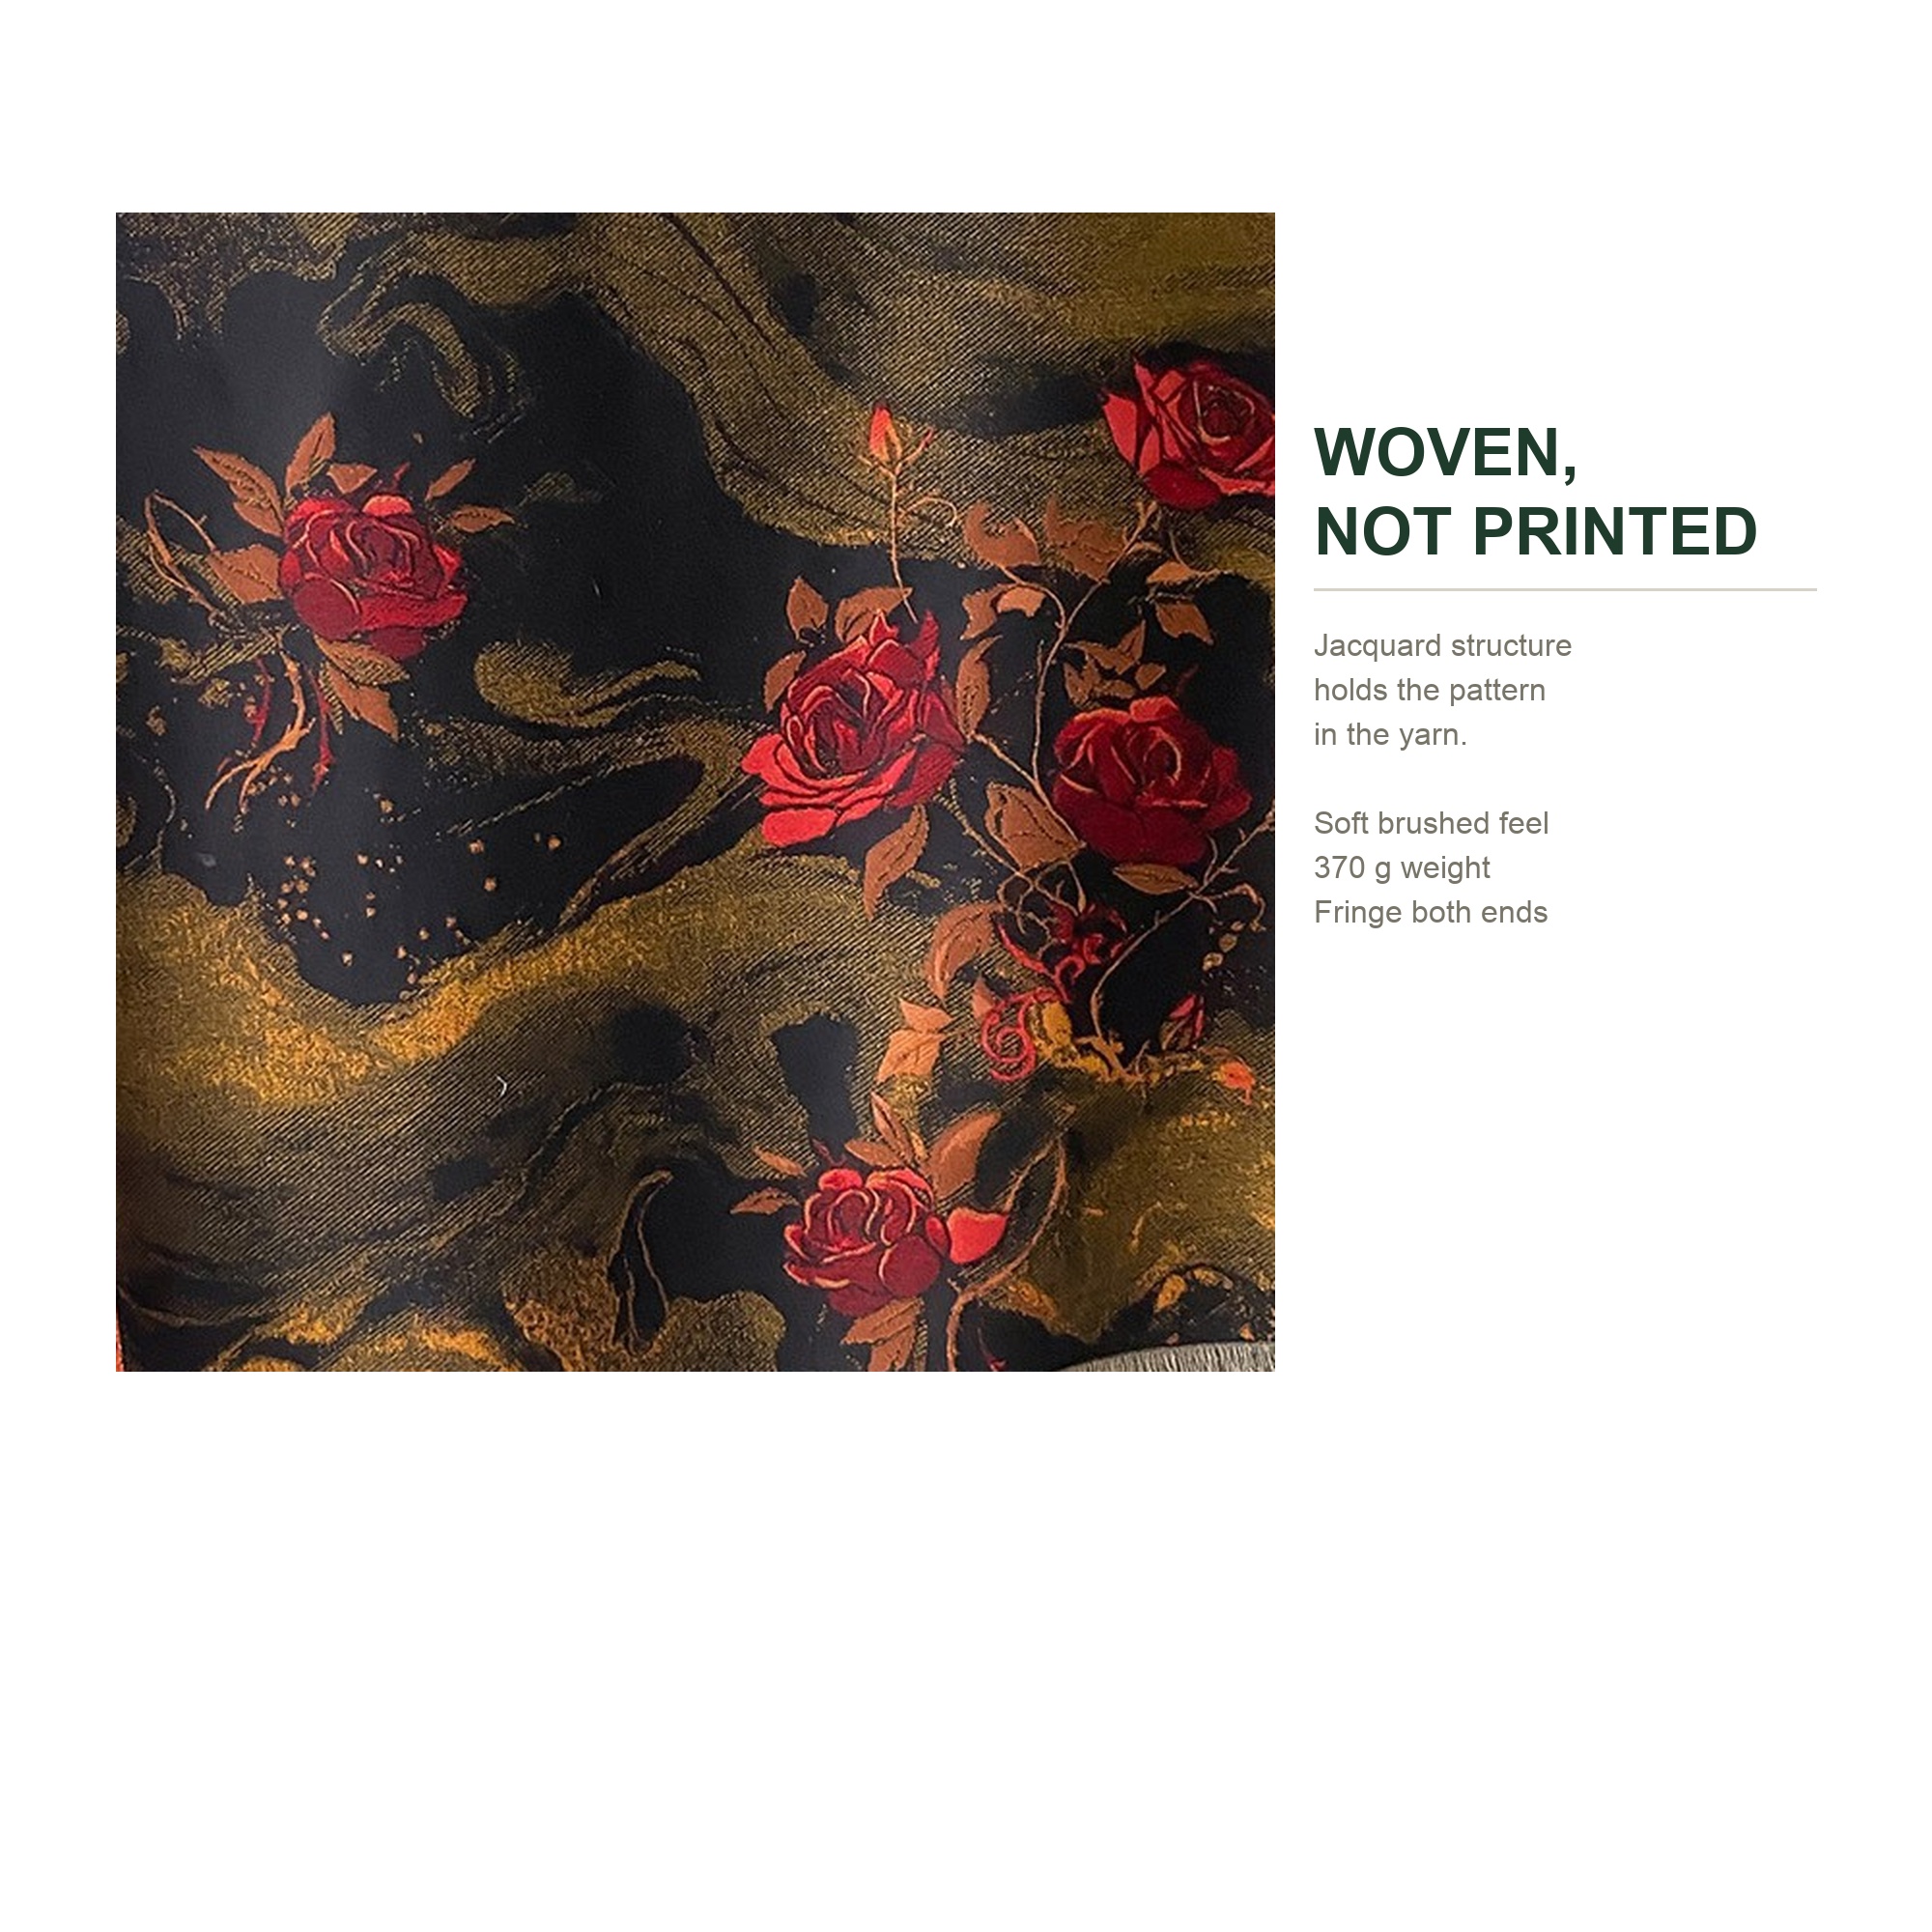 WOVEN,
NOT PRINTED
Jacquard structure
holds the pattern
in the yarn.
Soft brushed feel
370 g weight
Fringe both ends